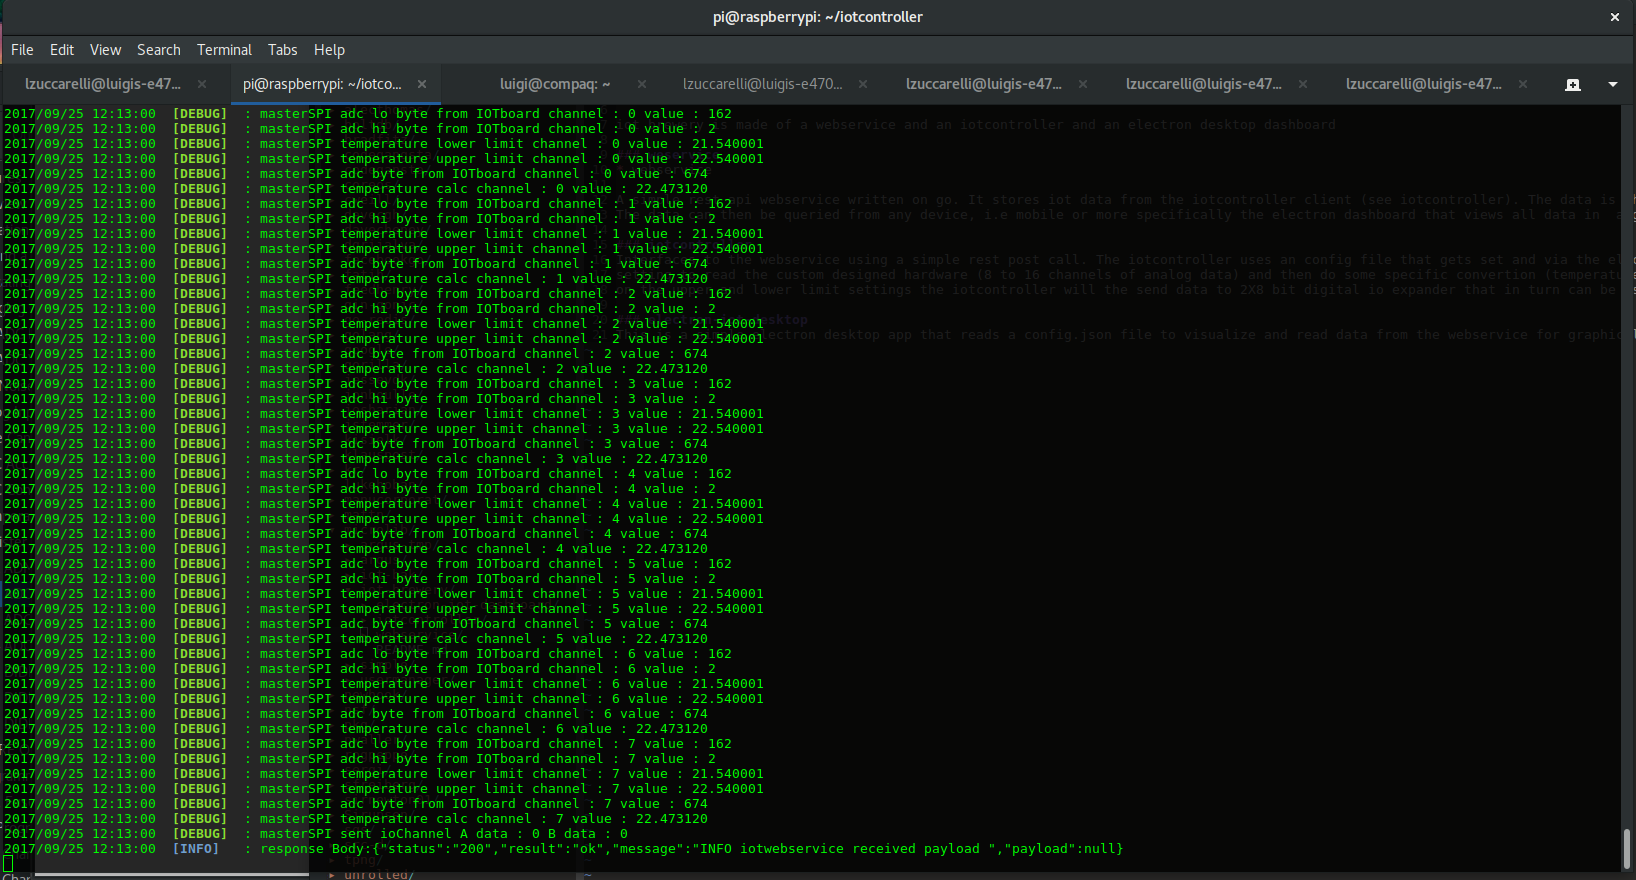 pi@raspberrypi: ~/iotcontroller
File Edit View Search Terminal Tabs Help
lzuccarelli@luigis-e47... pi@raspberrypi: ~/iotco... luigi@compaq: ~ lzuccarelli@luigis-e470... lzuccarelli@luigis-e47... lzuccarelli@luigis-e47... lzuccarelli@luigis-e47...
2017/09/25 12:13:00 [DEBUG] : masterSPI adc lo byte from IOTboard channel : 0 value : 162
2017/09/25 12:13:00 [DEBUG] : masterSPI adc hi byte from IOTboard channel : 0 value : 2
2017/09/25 12:13:00 [DEBUG] : masterSPI temperature lower limit channel : 0 value : 21.540001
2017/09/25 12:13:00 [DEBUG] : masterSPI temperature upper limit channel : 0 value : 22.540001
2017/09/25 12:13:00 [DEBUG] : masterSPI adc byte from IOTboard channel : 0 value : 674
2017/09/25 12:13:00 [DEBUG] : masterSPI temperature calc channel : 0 value : 22.473120
2017/09/25 12:13:00 [DEBUG] : masterSPI adc lo byte from IOTboard channel : 1 value : 162
2017/09/25 12:13:00 [DEBUG] : masterSPI adc hi byte from IOTboard channel : 1 value : 2
2017/09/25 12:13:00 [DEBUG] : masterSPI temperature lower limit channel : 1 value : 21.540001
2017/09/25 12:13:00 [DEBUG] : masterSPI temperature upper limit channel : 1 value : 22.540001
2017/09/25 12:13:00 [DEBUG] : masterSPI adc byte from IOTboard channel : 1 value : 674
2017/09/25 12:13:00 [DEBUG] : masterSPI temperature calc channel : 1 value : 22.473120
2017/09/25 12:13:00 [DEBUG] : masterSPI adc lo byte from IOTboard channel : 2 value : 162
2017/09/25 12:13:00 [DEBUG] : masterSPI adc hi byte from IOTboard channel : 2 value : 2
2017/09/25 12:13:00 [DEBUG] : masterSPI temperature lower limit channel : 2 value : 21.540001
2017/09/25 12:13:00 [DEBUG] : masterSPI temperature upper limit channel : 2 value : 22.540001
2017/09/25 12:13:00 [DEBUG] : masterSPI adc byte from IOTboard channel : 2 value : 674
2017/09/25 12:13:00 [DEBUG] : masterSPI temperature calc channel : 2 value : 22.473120
2017/09/25 12:13:00 [DEBUG] : masterSPI adc lo byte from IOTboard channel : 3 value : 162
2017/09/25 12:13:00 [DEBUG] : masterSPI adc hi byte from IOTboard channel : 3 value : 2
2017/09/25 12:13:00 [DEBUG] : masterSPI temperature lower limit channel : 3 value : 21.540001
2017/09/25 12:13:00 [DEBUG] : masterSPI temperature upper limit channel : 3 value : 22.540001
2017/09/25 12:13:00 [DEBUG] : masterSPI adc byte from IOTboard channel : 3 value : 674
2017/09/25 12:13:00 [DEBUG] : masterSPI temperature calc channel : 3 value : 22.473120
2017/09/25 12:13:00 [DEBUG] : masterSPI adc lo byte from IOTboard channel : 4 value : 162
2017/09/25 12:13:00 [DEBUG] : masterSPI adc hi byte from IOTboard channel : 4 value : 2
2017/09/25 12:13:00 [DEBUG] : masterSPI temperature lower limit channel : 4 value : 21.540001
2017/09/25 12:13:00 [DEBUG] : masterSPI temperature upper limit channel : 4 value : 22.540001
2017/09/25 12:13:00 [DEBUG] : masterSPI adc byte from IOTboard channel : 4 value : 674
2017/09/25 12:13:00 [DEBUG] : masterSPI temperature calc channel : 4 value : 22.473120
2017/09/25 12:13:00 [DEBUG] : masterSPI adc lo byte from IOTboard channel : 5 value : 162
2017/09/25 12:13:00 [DEBUG] : masterSPI adc hi byte from IOTboard channel : 5 value : 2
2017/09/25 12:13:00 [DEBUG] : masterSPI temperature lower limit channel : 5 value : 21.540001
2017/09/25 12:13:00 [DEBUG] : masterSPI temperature upper limit channel : 5 value : 22.540001
2017/09/25 12:13:00 [DEBUG] : masterSPI adc byte from IOTboard channel : 5 value : 674
2017/09/25 12:13:00 [DEBUG] : masterSPI temperature calc channel : 5 value : 22.473120
2017/09/25 12:13:00 [DEBUG] : masterSPI adc lo byte from IOTboard channel : 6 value : 162
2017/09/25 12:13:00 [DEBUG] : masterSPI adc hi byte from IOTboard channel : 6 value : 2
2017/09/25 12:13:00 [DEBUG] : masterSPI temperature lower limit channel : 6 value : 21.540001
2017/09/25 12:13:00 [DEBUG] : masterSPI temperature upper limit channel : 6 value : 22.540001
2017/09/25 12:13:00 [DEBUG] : masterSPI adc byte from IOTboard channel : 6 value : 674
2017/09/25 12:13:00 [DEBUG] : masterSPI temperature calc channel : 6 value : 22.473120
2017/09/25 12:13:00 [DEBUG] : masterSPI adc lo byte from IOTboard channel : 7 value : 162
2017/09/25 12:13:00 [DEBUG] : masterSPI adc hi byte from IOTboard channel : 7 value : 2
2017/09/25 12:13:00 [DEBUG] : masterSPI temperature lower limit channel : 7 value : 21.540001
2017/09/25 12:13:00 [DEBUG] : masterSPI temperature upper limit channel : 7 value : 22.540001
2017/09/25 12:13:00 [DEBUG] : masterSPI adc byte from IOTboard channel : 7 value : 674
2017/09/25 12:13:00 [DEBUG] : masterSPI temperature calc channel : 7 value : 22.473120
2017/09/25 12:13:00 [DEBUG] : masterSPI sent ioChannel A data : 0 B data : 0
2017/09/25 12:13:00 [INFO] : response Body:{"status":"200","result":"ok","message":"INFO iotwebservice received payload ","payload":null}